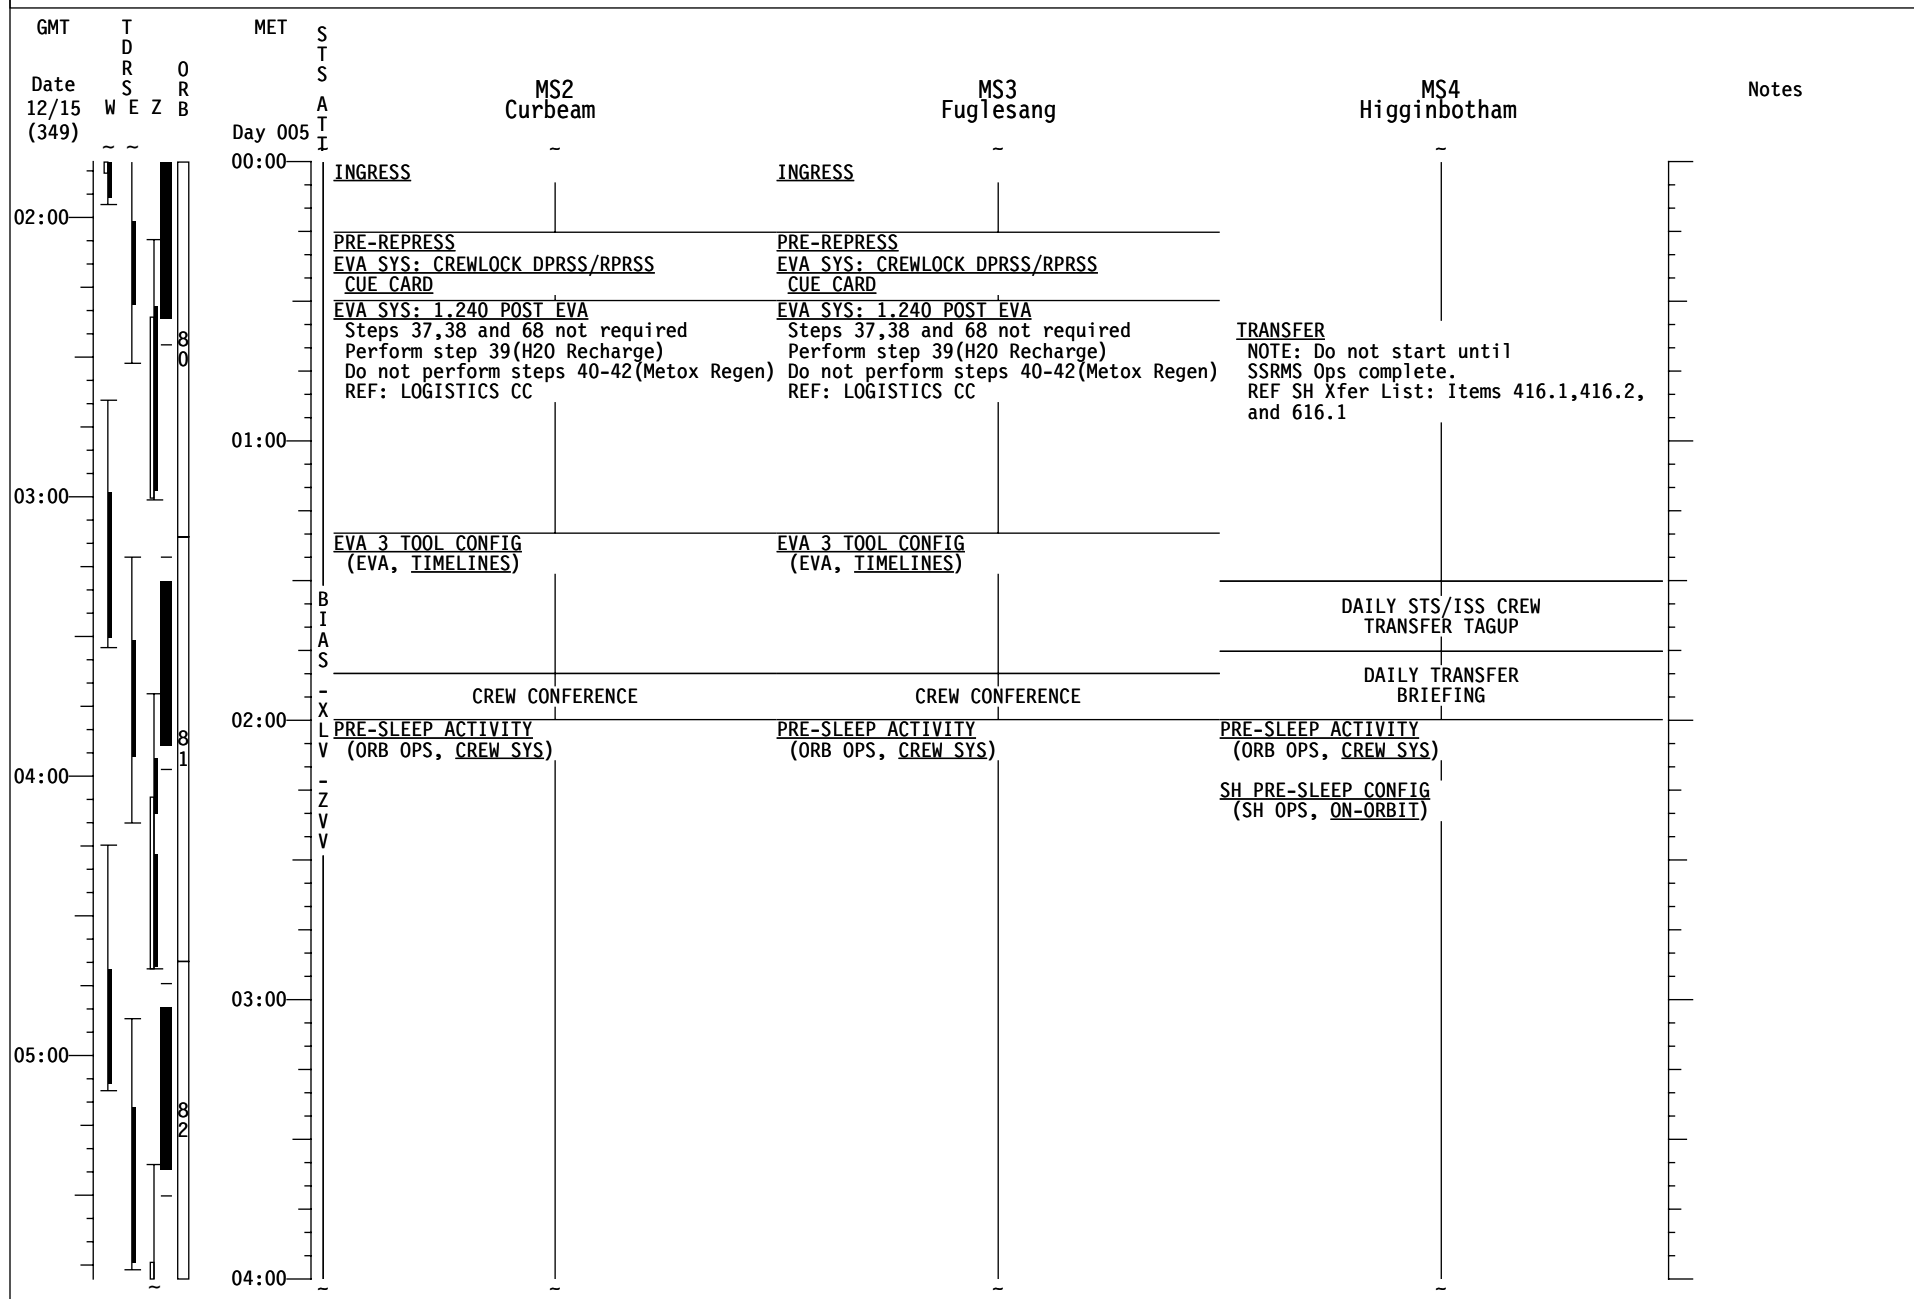 GMT
TDRS
MET
STS ATT
ORB
Date
12/15
(349)
W E Z
Day 005
MS2
Curbeam
MS3
Fuglesang
MS4
Higginbotham
Notes
~ ~ ~ ~ ~
00:00
INGRESS
INGRESS
02:00
PRE-REPRESS
EVA SYS: CREWLOCK DPRSS/RPRSS
CUE CARD
PRE-REPRESS
EVA SYS: CREWLOCK DPRSS/RPRSS
CUE CARD
EVA SYS: 1.240 POST EVA
Steps 37,38 and 68 not required
Perform step 39(H2O Recharge)
Do not perform steps 40-42(Metox Regen)
REF: LOGISTICS CC
EVA SYS: 1.240 POST EVA
Steps 37,38 and 68 not required
Perform step 39(H2O Recharge)
Do not perform steps 40-42(Metox Regen)
REF: LOGISTICS CC
TRANSFER
NOTE: Do not start until
SSRMS Ops complete.
REF SH Xfer List: Items 416.1,416.2,
and 616.1
80
01:00
03:00
EVA 3 TOOL CONFIG
(EVA, TIMELINES)
EVA 3 TOOL CONFIG
(EVA, TIMELINES)
BIAS -XLV -ZVV
DAILY STS/ISS CREW
TRANSFER TAGUP
DAILY TRANSFER
BRIEFING
CREW CONFERENCE
CREW CONFERENCE
02:00
PRE-SLEEP ACTIVITY
(ORB OPS, CREW SYS)
PRE-SLEEP ACTIVITY
(ORB OPS, CREW SYS)
PRE-SLEEP ACTIVITY
(ORB OPS, CREW SYS)
81
04:00
SH PRE-SLEEP CONFIG
(SH OPS, ON-ORBIT)
03:00
05:00
82
04:00
~ ~ ~ ~ ~